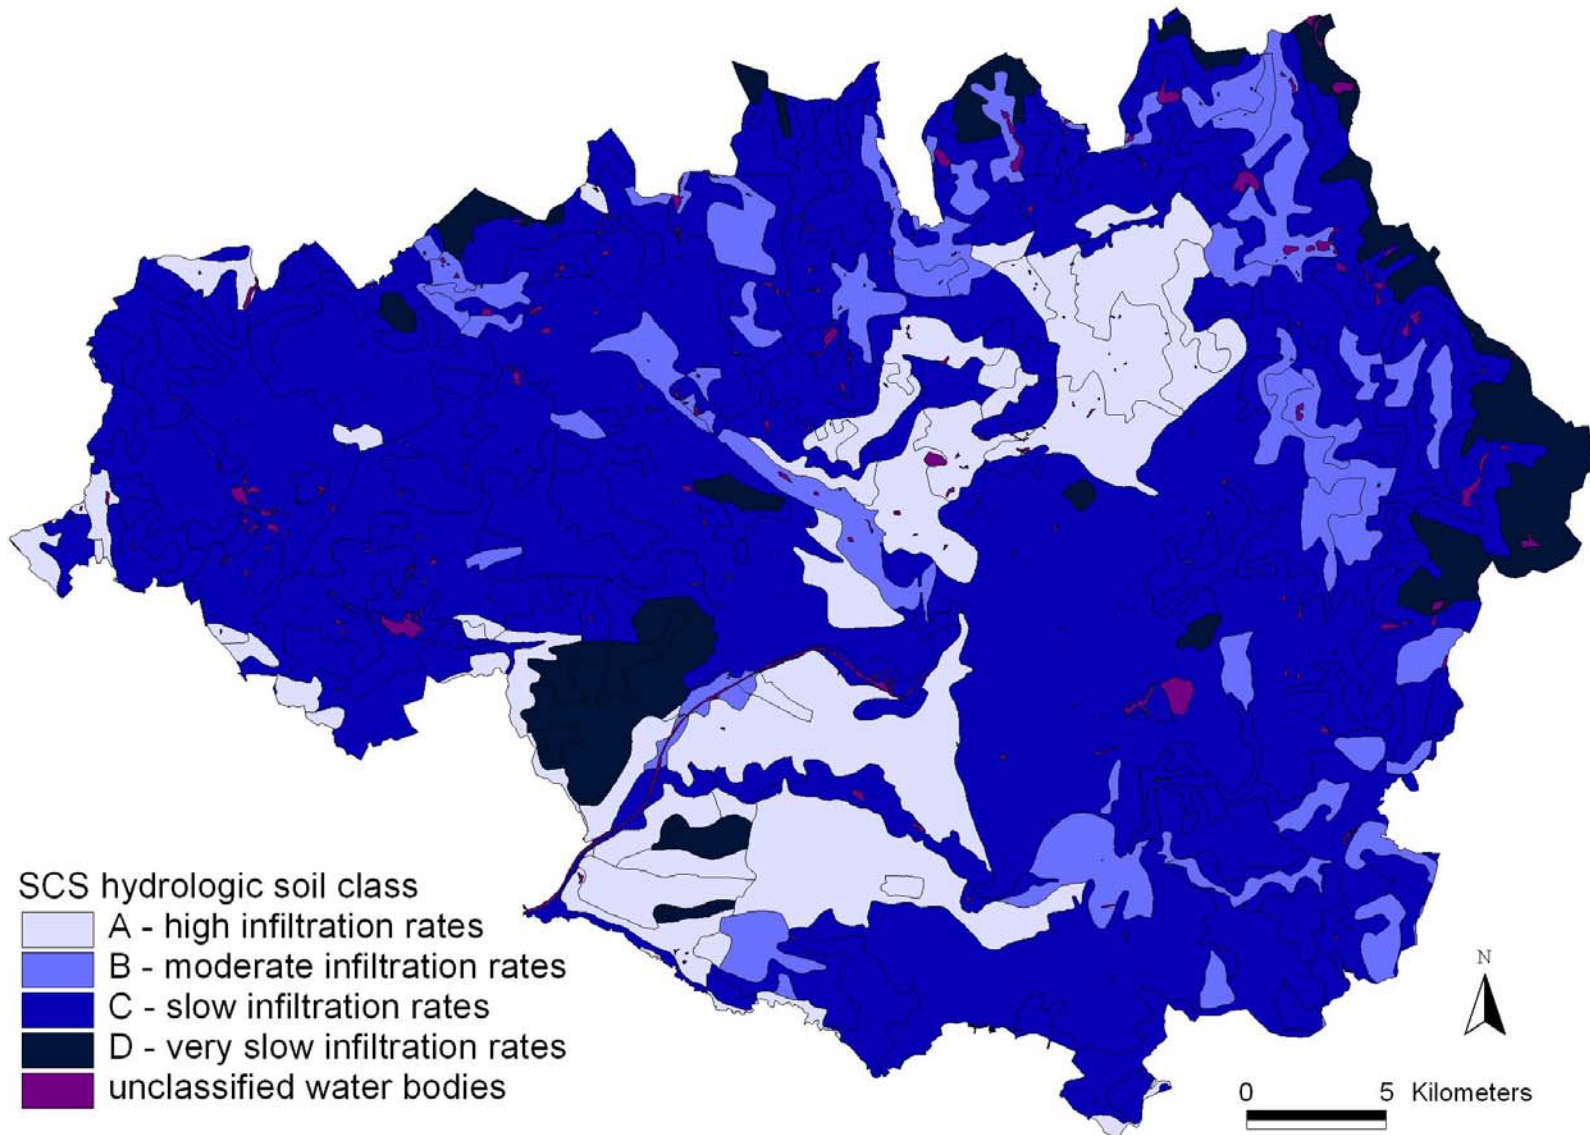 SCS hydrologic soil class
A - high infiltration rates
B - moderate infiltration rates
C - slow infiltration rates
D - very slow infiltration rates
unclassified water bodies
N
0 5 Kilometers